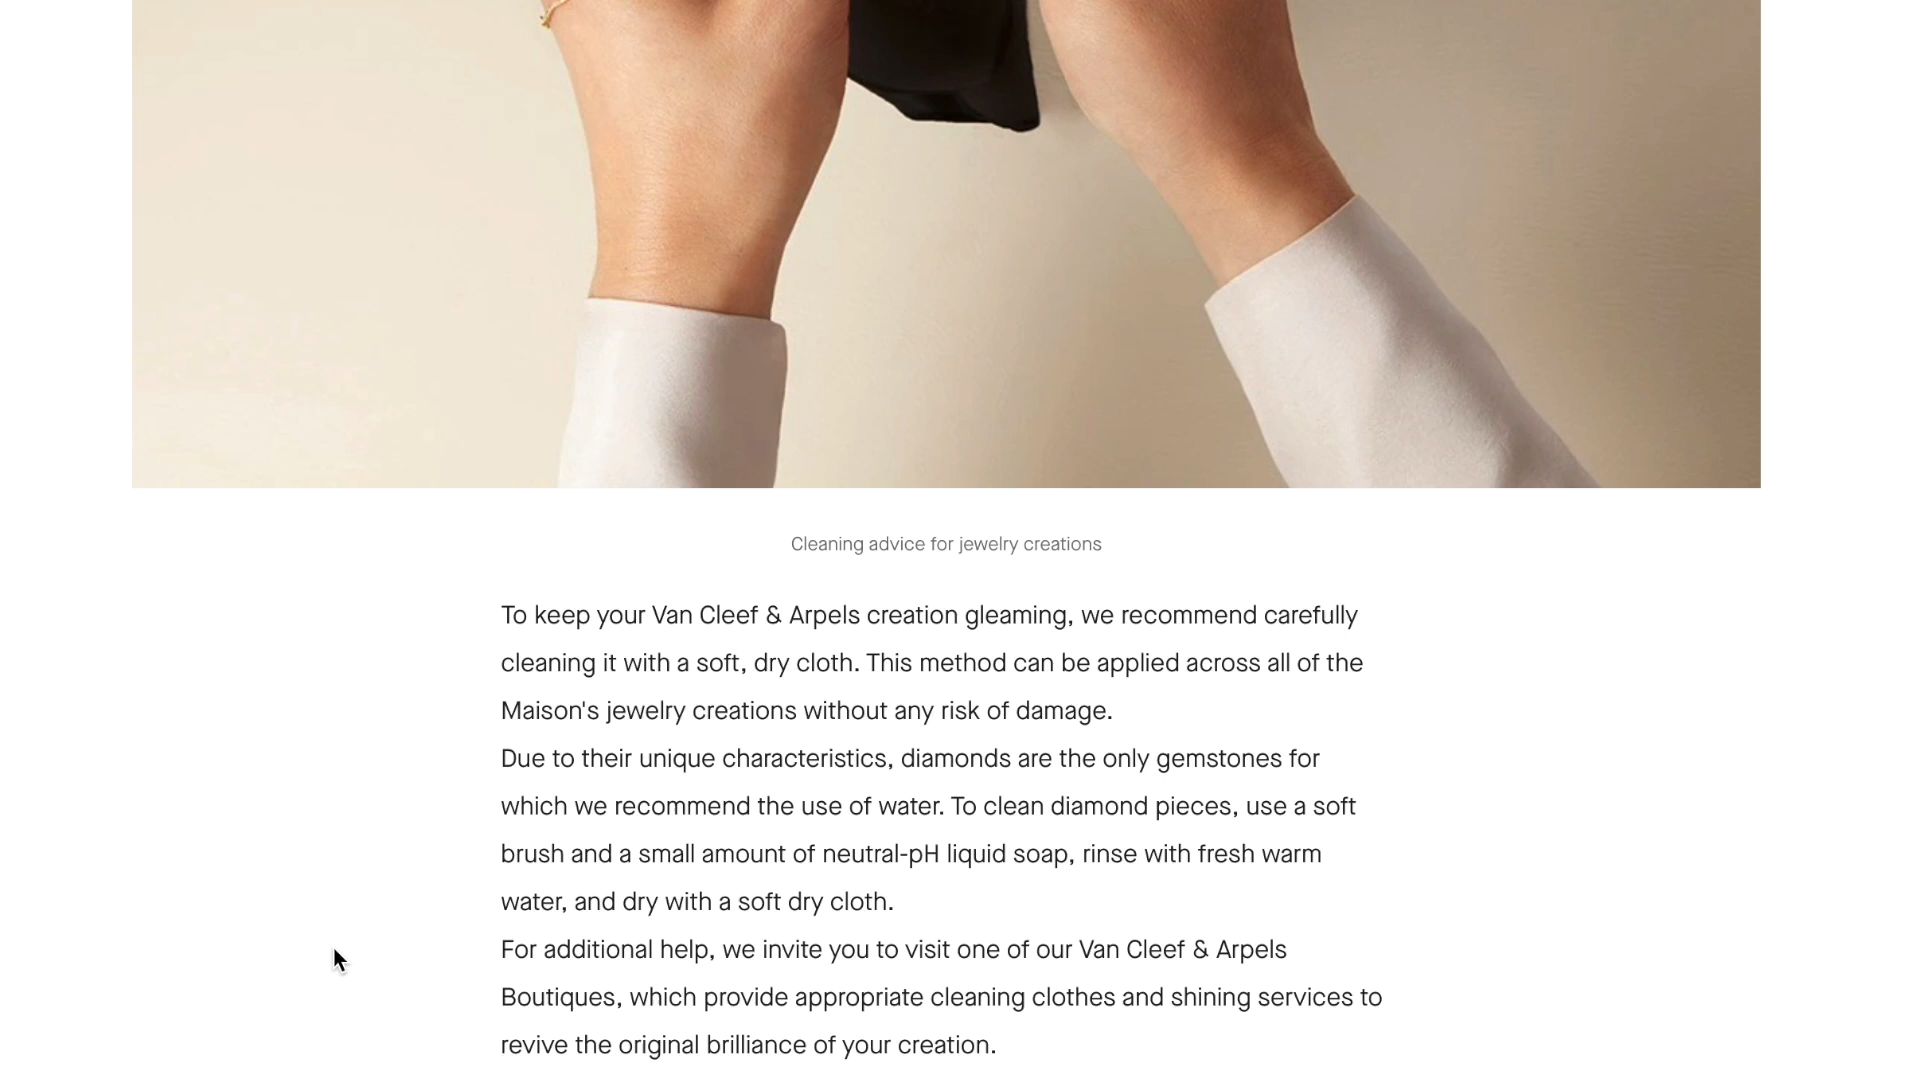 Cleaning advice for jewelry creations
To keep your Van Cleef & Arpels creation gleaming, we recommend carefully
cleaning it with a soft, dry cloth. This method can be applied across all of the
Maison's jewelry creations without any risk of damage.
Due to their unique characteristics, diamonds are the only gemstones for
which we recommend the use of water. To clean diamond pieces, use a soft
brush and a small amount of neutral-pH liquid soap, rinse with fresh warm
water, and dry with a soft dry cloth.
For additional help, we invite you to visit one of our Van Cleef & Arpels
Boutiques, which provide appropriate cleaning clothes and shining services to
revive the original brilliance of your creation.